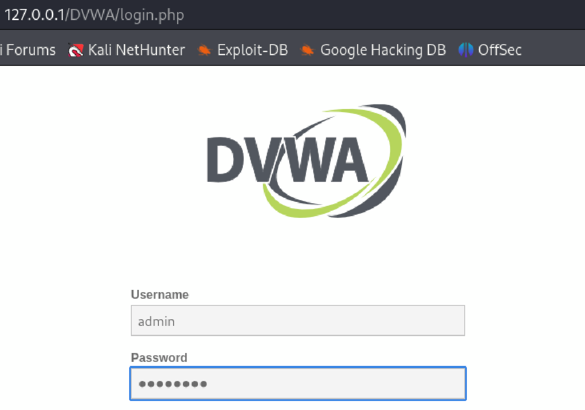 127.0.0.1/DVWA/login.php
i Forums Kali NetHunter Exploit-DB Google Hacking DB OffSec
DVWA
Username
admin
Password
●●●●●●●●